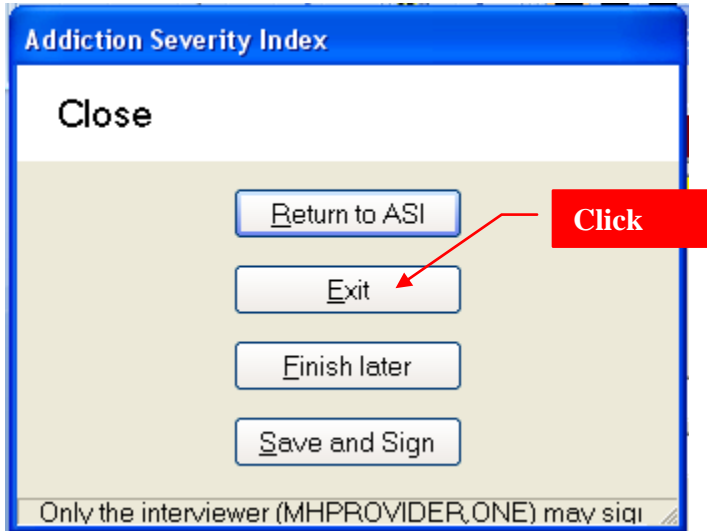 Addiction Severity Index
Close
Return to ASI
Click
Exit
Finish later
Save and Sign
Only the interviewer (MHPROVIDER,ONE) may